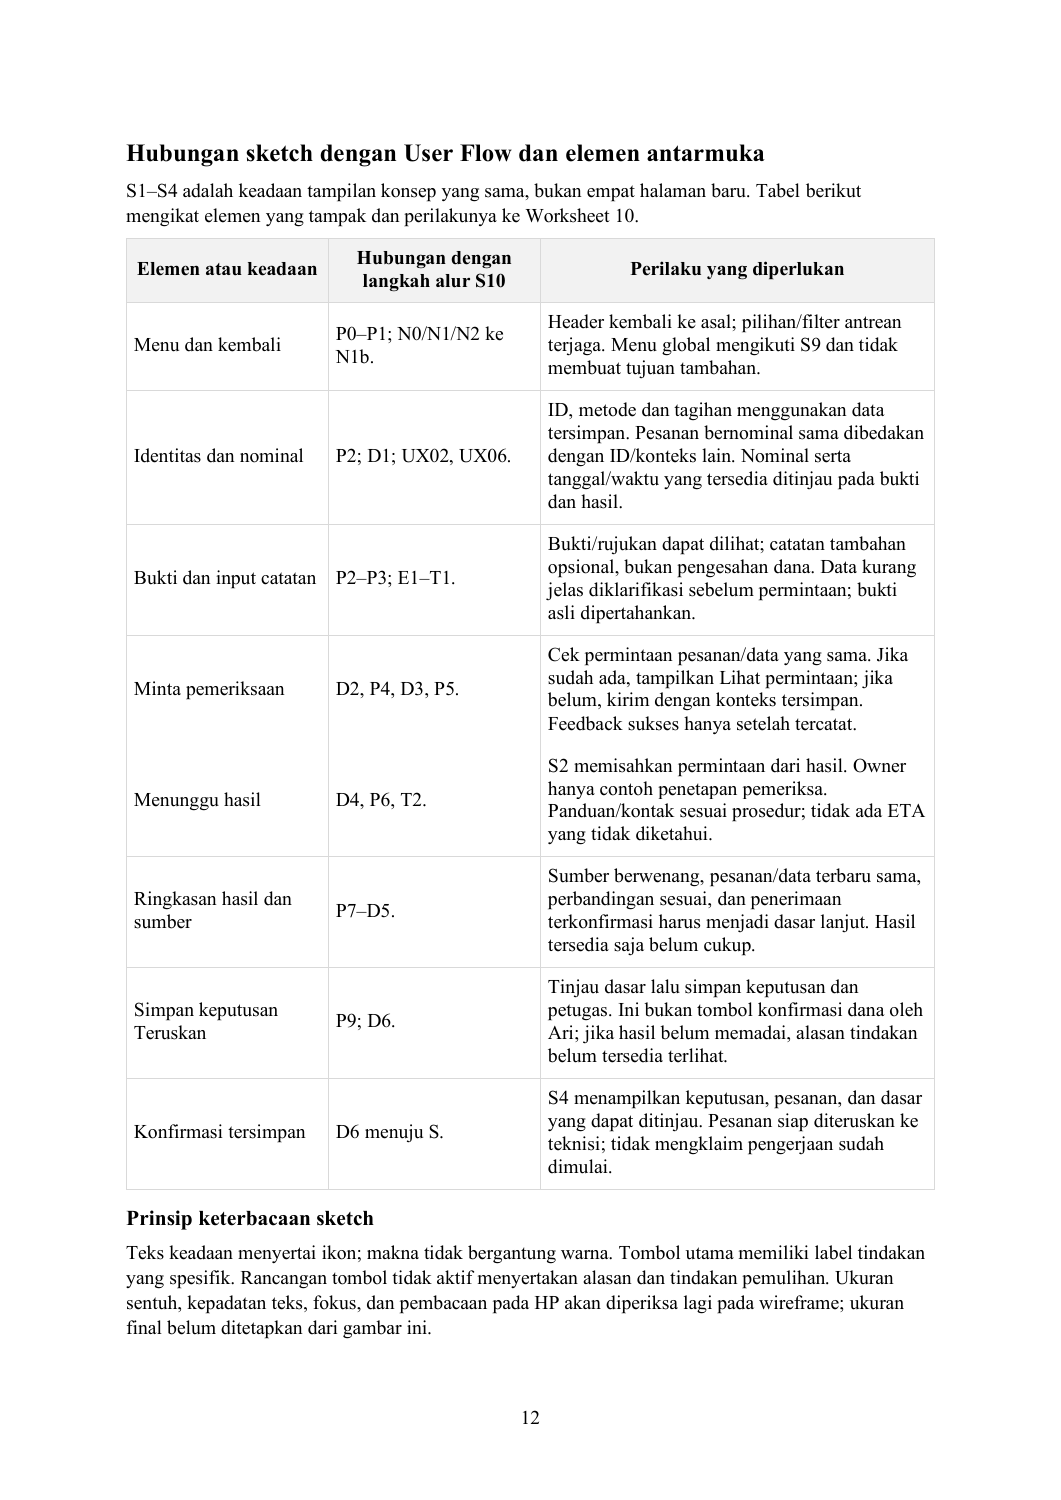 Hubungan sketch dengan User Flow dan elemen antarmuka
S1–S4 adalah keadaan tampilan konsep yang sama, bukan empat halaman baru. Tabel berikut
mengikat elemen yang tampak dan perilakunya ke Worksheet 10.
Elemen atau keadaan
Hubungan dengan
langkah alur S10
Perilaku yang diperlukan
Menu dan kembali
P0–P1; N0/N1/N2 ke
N1b.
Header kembali ke asal; pilihan/filter antrean
terjaga. Menu global mengikuti S9 dan tidak
membuat tujuan tambahan.
Identitas dan nominal
P2; D1; UX02, UX06.
ID, metode dan tagihan menggunakan data
tersimpan. Pesanan bernominal sama dibedakan
dengan ID/konteks lain. Nominal serta
tanggal/waktu yang tersedia ditinjau pada bukti
dan hasil.
Bukti dan input catatan
P2–P3; E1–T1.
Bukti/rujukan dapat dilihat; catatan tambahan
opsional, bukan pengesahan dana. Data kurang
jelas diklarifikasi sebelum permintaan; bukti
asli dipertahankan.
Minta pemeriksaan
D2, P4, D3, P5.
Cek permintaan pesanan/data yang sama. Jika
sudah ada, tampilkan Lihat permintaan; jika
belum, kirim dengan konteks tersimpan.
Feedback sukses hanya setelah tercatat.
Menunggu hasil
D4, P6, T2.
S2 memisahkan permintaan dari hasil. Owner
hanya contoh penetapan pemeriksa.
Panduan/kontak sesuai prosedur; tidak ada ETA
yang tidak diketahui.
Ringkasan hasil dan
sumber
P7–D5.
Sumber berwenang, pesanan/data terbaru sama,
perbandingan sesuai, dan penerimaan
terkonfirmasi harus menjadi dasar lanjut. Hasil
tersedia saja belum cukup.
Simpan keputusan
Teruskan
P9; D6.
Tinjau dasar lalu simpan keputusan dan
petugas. Ini bukan tombol konfirmasi dana oleh
Ari; jika hasil belum memadai, alasan tindakan
belum tersedia terlihat.
Konfirmasi tersimpan
D6 menuju S.
S4 menampilkan keputusan, pesanan, dan dasar
yang dapat ditinjau. Pesanan siap diteruskan ke
teknisi; tidak mengklaim pengerjaan sudah
dimulai.
Prinsip keterbacaan sketch
Teks keadaan menyertai ikon; makna tidak bergantung warna. Tombol utama memiliki label tindakan
yang spesifik. Rancangan tombol tidak aktif menyertakan alasan dan tindakan pemulihan. Ukuran
sentuh, kepadatan teks, fokus, dan pembacaan pada HP akan diperiksa lagi pada wireframe; ukuran
final belum ditetapkan dari gambar ini.
12